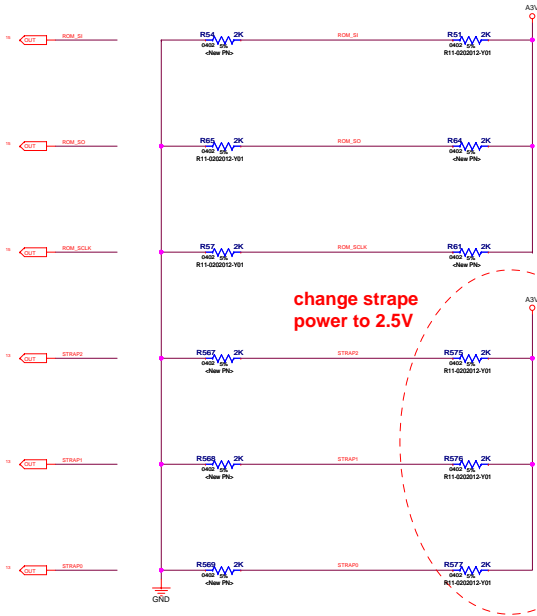 A3V
R54 2K
R51 2K
OUT ROM_SI
ROM_SI
0402 5%
0402 5%
<New PN>
R11-0202012-Y01
R65 2K
R64 2K
OUT ROM_SO
ROM_SO
0402 5%
0402 5%
R11-0202012-Y01
<New PN>
R57 2K
R61 2K
OUT ROM_SCLK
ROM_SCLK
0402 5%
0402 5%
R11-0202012-Y01
<New PN>
change strape
power to 2.5V
A3V
R567 2K
R575 2K
OUT STRAP2
STRAP2
0402 5%
0402 5%
<New PN>
R11-0202012-Y01
R568 2K
R576 2K
OUT STRAP1
STRAP1
0402 5%
0402 5%
<New PN>
R11-0202012-Y01
R569 2K
R577 2K
OUT STRAP0
STRAP0
0402 5%
0402 5%
<New PN>
R11-0202012-Y01
GND